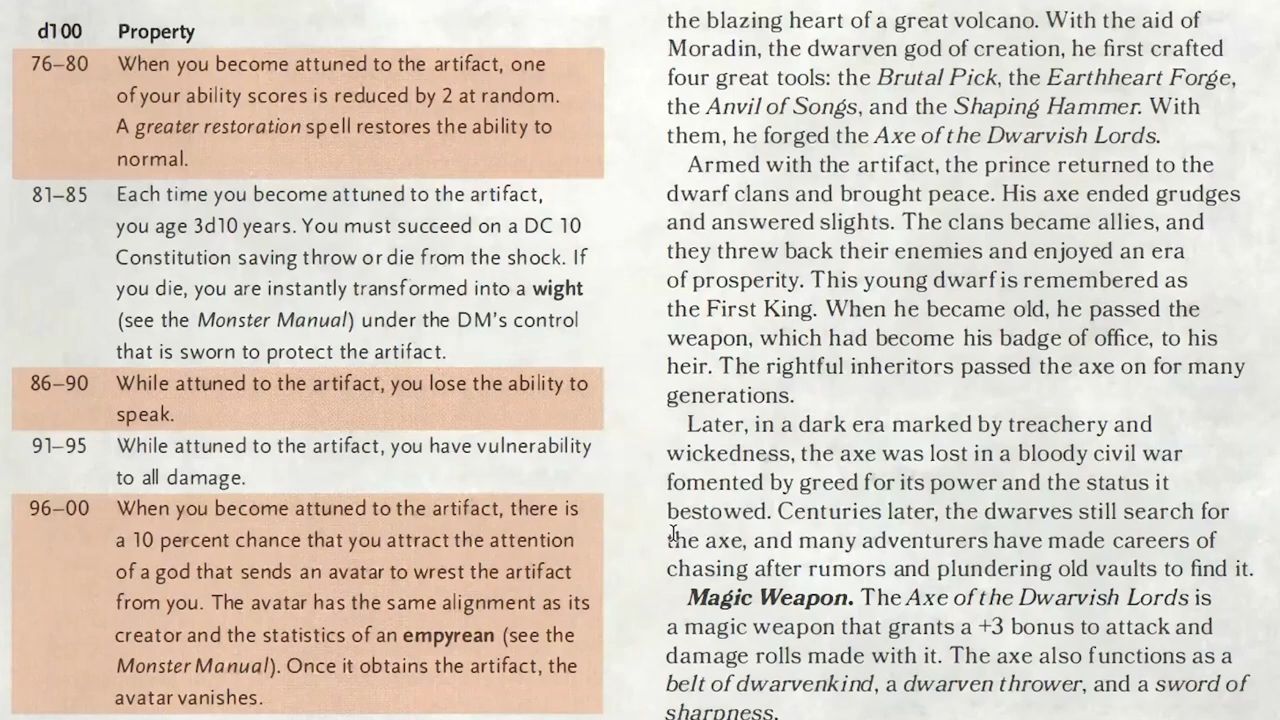 d100 Property
76–80 When you become attuned to the artifact, one
of your ability scores is reduced by 2 at random.
A greater restoration spell restores the ability to
normal.
81–85 Each time you become attuned to the artifact,
you age 3d10 years. You must succeed on a DC 10
Constitution saving throw or die from the shock. If
you die, you are instantly transformed into a wight
(see the Monster Manual) under the DM's control
that is sworn to protect the artifact.
86–90 While attuned to the artifact, you lose the ability to
speak.
91–95 While attuned to the artifact, you have vulnerability
to all damage.
96–00 When you become attuned to the artifact, there is
a 10 percent chance that you attract the attention
of a god that sends an avatar to wrest the artifact
from you. The avatar has the same alignment as its
creator and the statistics of an empyrean (see the
Monster Manual). Once it obtains the artifact, the
avatar vanishes.
the blazing heart of a great volcano. With the aid of
Moradin, the dwarven god of creation, he first crafted
four great tools: the Brutal Pick, the Earthheart Forge,
the Anvil of Songs, and the Shaping Hammer. With
them, he forged the Axe of the Dwarvish Lords.
Armed with the artifact, the prince returned to the
dwarf clans and brought peace. His axe ended grudges
and answered slights. The clans became allies, and
they threw back their enemies and enjoyed an era
of prosperity. This young dwarf is remembered as
the First King. When he became old, he passed the
weapon, which had become his badge of office, to his
heir. The rightful inheritors passed the axe on for many
generations.
Later, in a dark era marked by treachery and
wickedness, the axe was lost in a bloody civil war
fomented by greed for its power and the status it
bestowed. Centuries later, the dwarves still search for
the axe, and many adventurers have made careers of
chasing after rumors and plundering old vaults to find it.
Magic Weapon. The Axe of the Dwarvish Lords is
a magic weapon that grants a +3 bonus to attack and
damage rolls made with it. The axe also functions as a
belt of dwarvenkind, a dwarven thrower, and a sword of
sharpness.